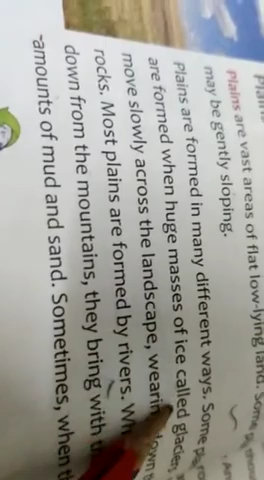 Plains
Plains are vast areas of flat low-lying land. Some
may be gently sloping.
Plains are formed in many different ways. Some
are formed when huge masses of ice called glaciers
move slowly across the landscape, wearing down
rocks. Most plains are formed by rivers.
down from the mountains, they bring with
amounts of mud and sand. Sometimes, when